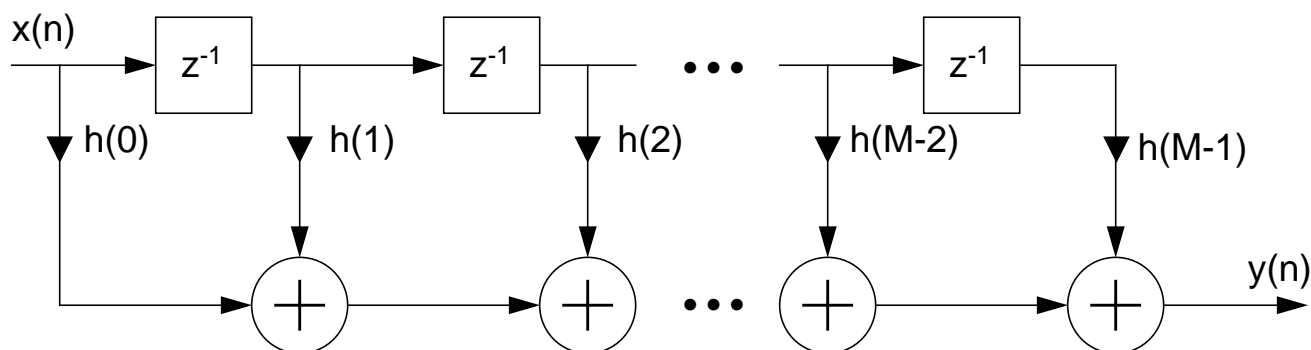 x(n)
z-1 z-1 ••• z-1
h(0) h(1) h(2) h(M-2) h(M-1)
y(n)
+ + ••• + +